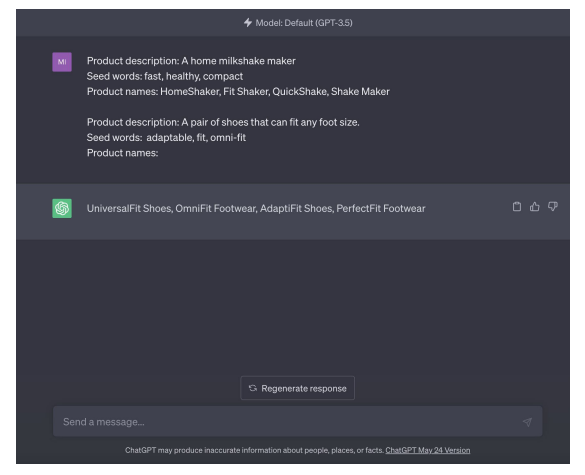 Model: Default (GPT-3.5)
MI
Product description: A home milkshake maker
Seed words: fast, healthy, compact
Product names: HomeShaker, Fit Shaker, QuickShake, Shake Maker
Product description: A pair of shoes that can fit any foot size.
Seed words: adaptable, fit, omni-fit
Product names:
UniversalFit Shoes, OmniFit Footwear, AdaptiFit Shoes, PerfectFit Footwear
Regenerate response
Send a message...
ChatGPT may produce inaccurate information about people, places, or facts. ChatGPT May 24 Version